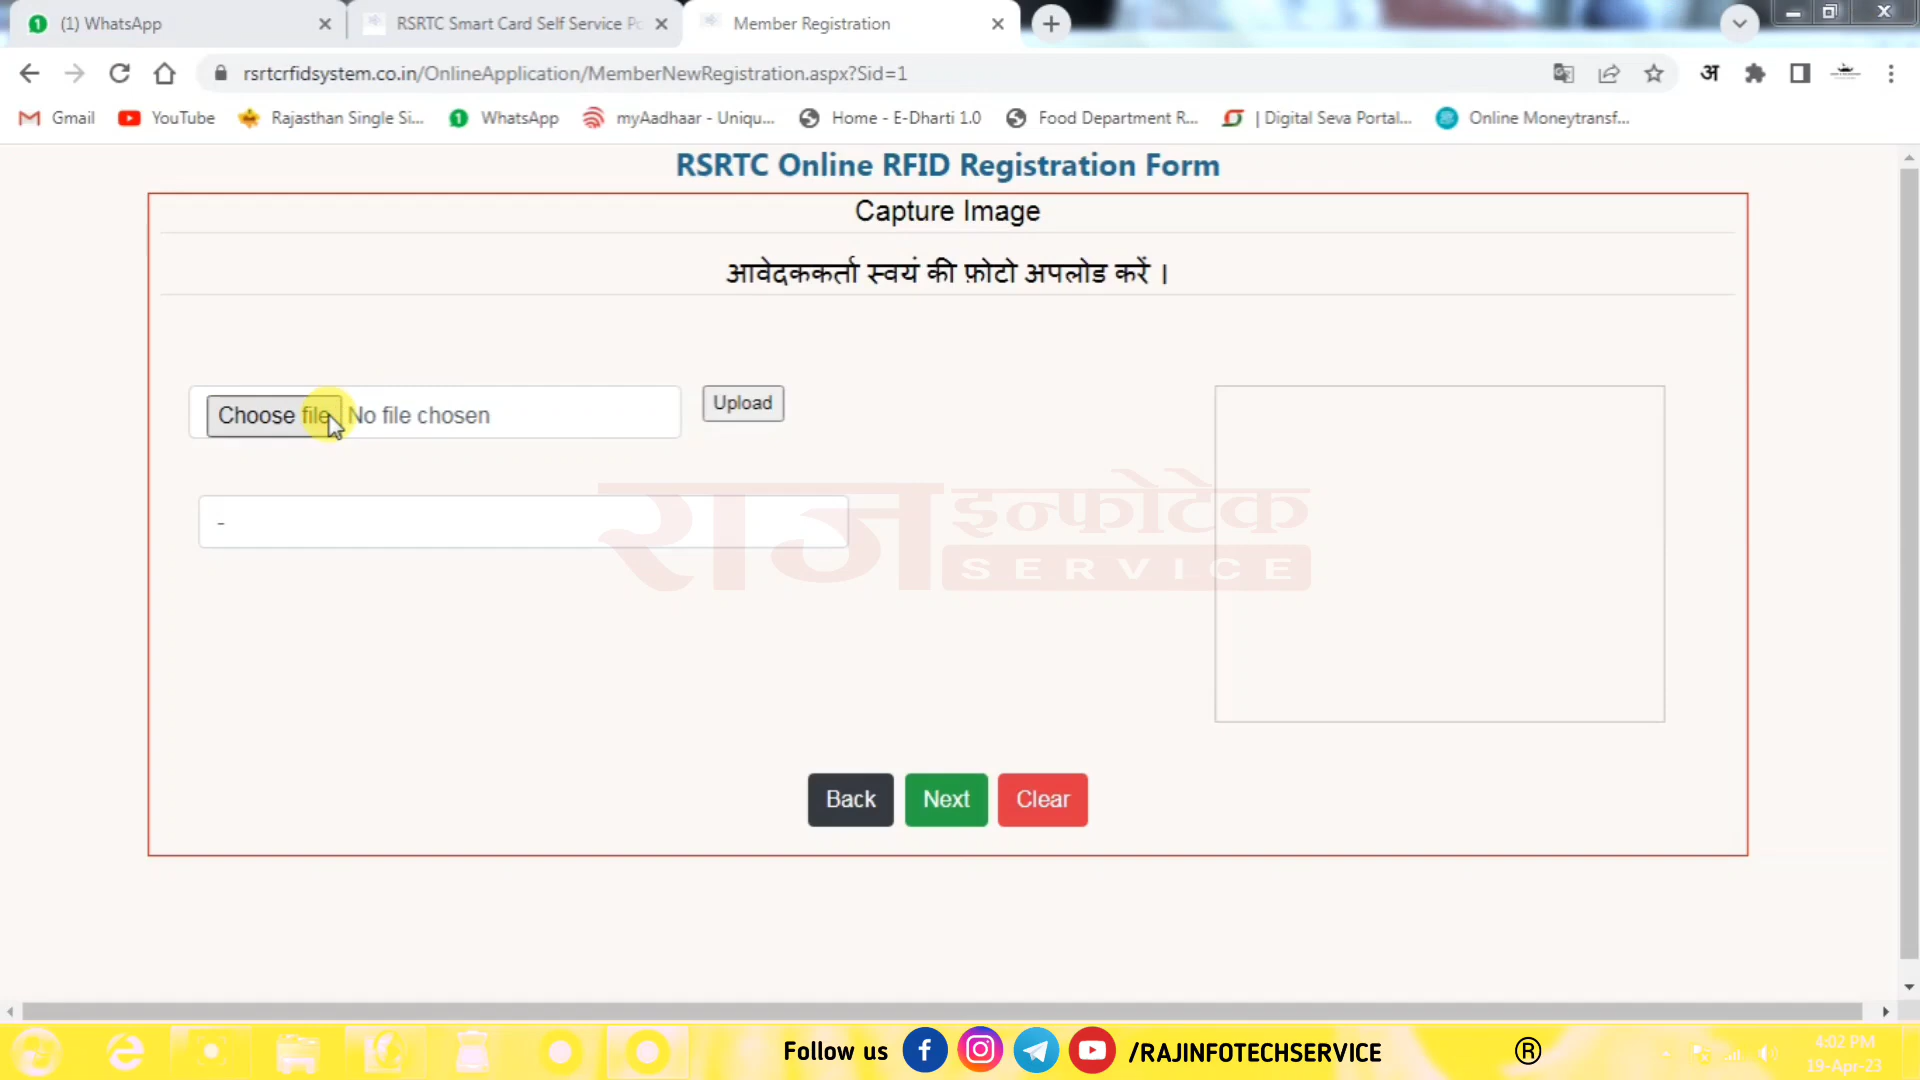 (1) WhatsApp
RSRTC Smart Card Self Service Po
Member Registration
rsrtcrfidsystem.co.in/OnlineApplication/MemberNewRegistration.aspx?Sid=1
अ
Gmail
YouTube
Rajasthan Single Si...
WhatsApp
myAadhaar - Uniqu...
Home - E-Dharti 1.0
Food Department R...
| Digital Seva Portal...
Online Moneytransf...
RSRTC Online RFID Registration Form
Capture Image
आवेदककर्ता स्वयं की फ़ोटो अपलोड करें ।
Choose file No file chosen
Upload
-
राज इन्फोटेक
SERVICE
Back Next Clear
Follow us /RAJINFOTECHSERVICE ®
4:02 PM
19-Apr-23